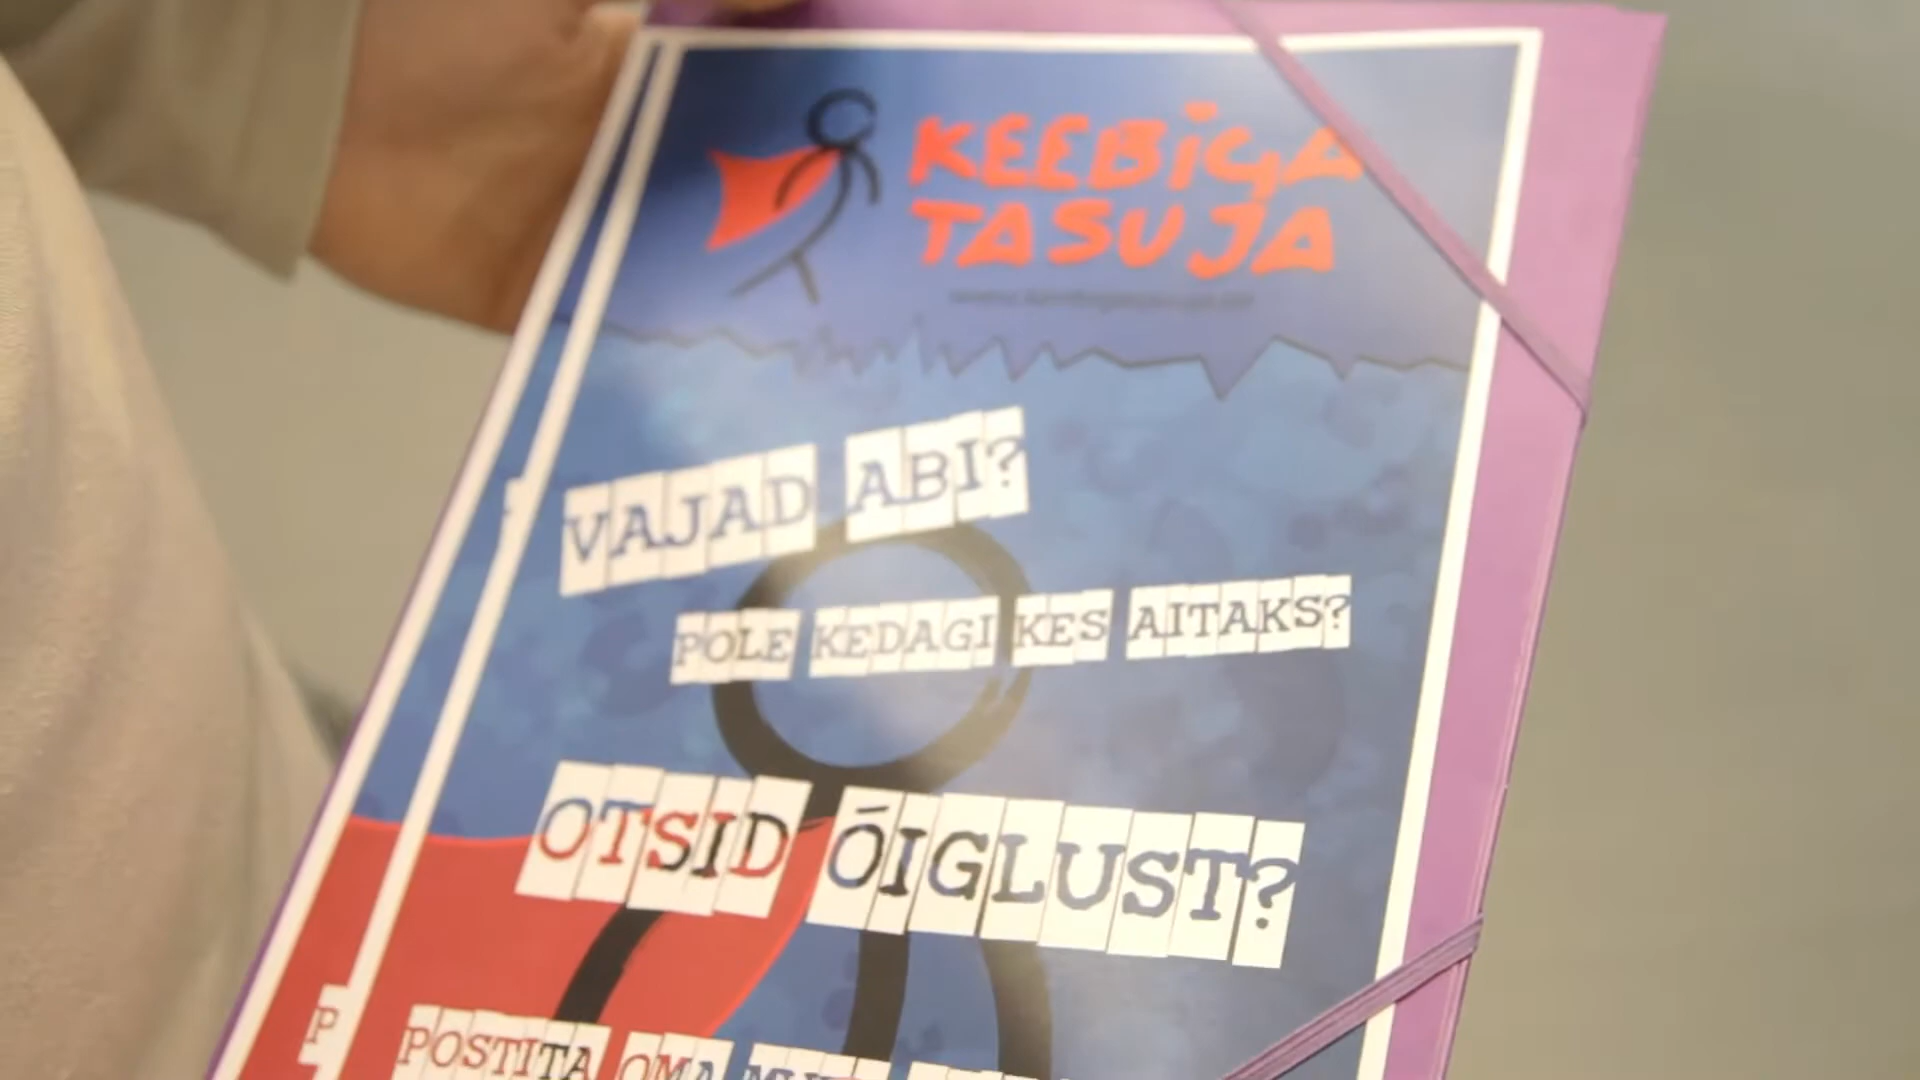 KEEBIGA
TASUJA
VAJAD ABI?
POLE KEDAGI KES AITAKS?
OTSID ÕIGLUST?
P
POSTITA OMA